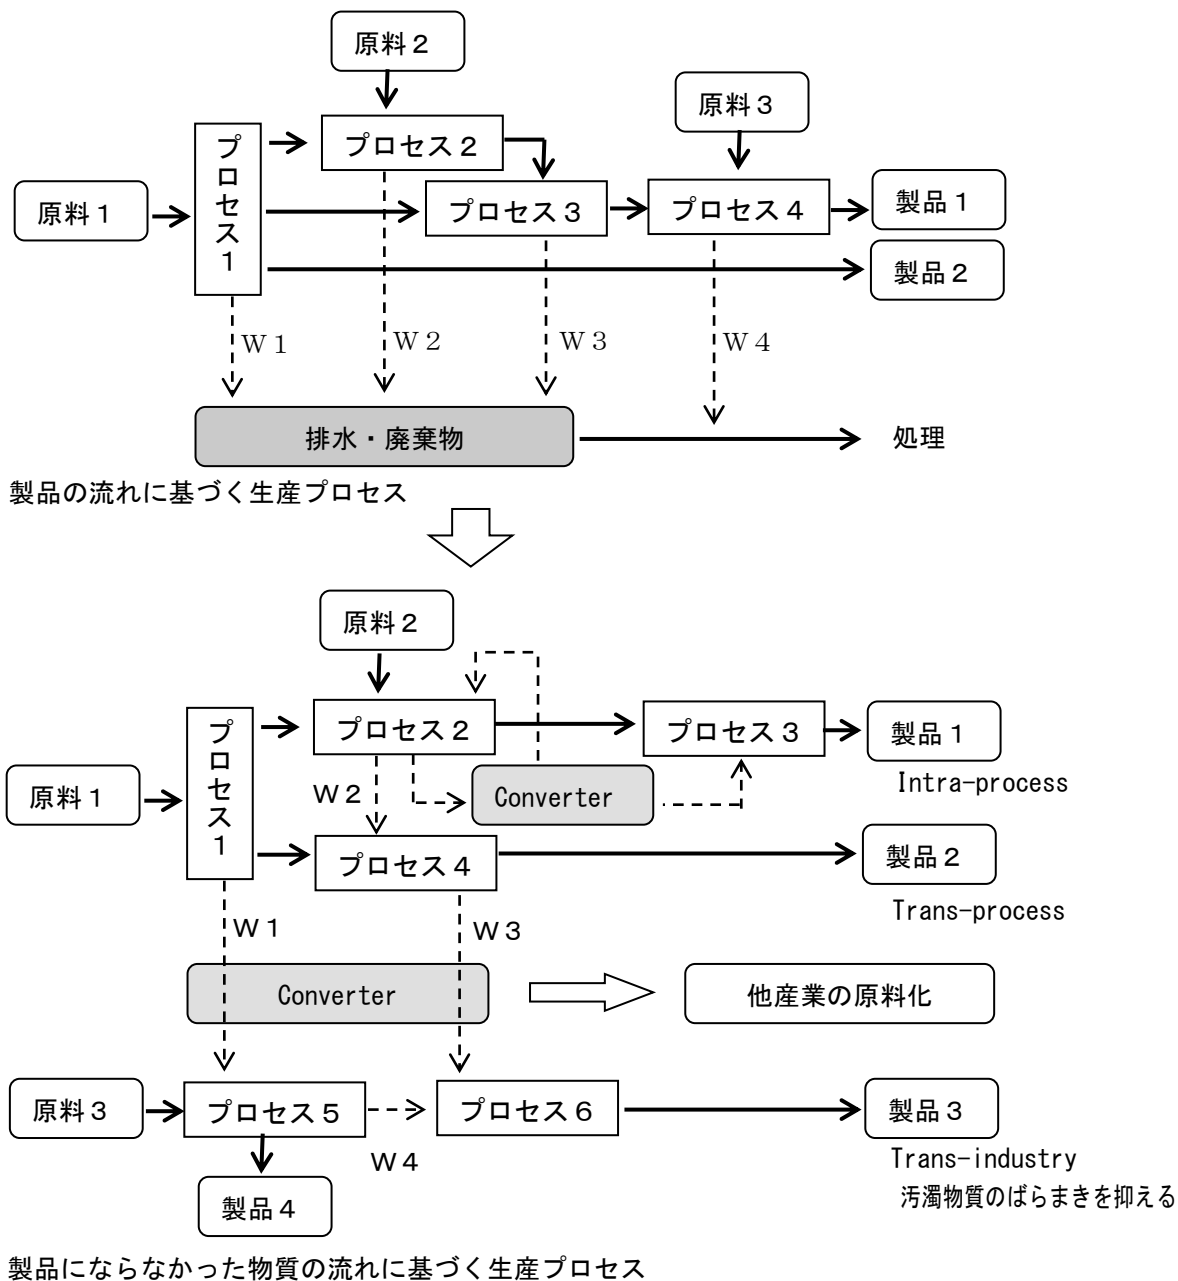 原料２
原料３
プロセス２
プロセス１
原料１
プロセス３
プロセス４
製品１
製品２
Ｗ１
Ｗ２
Ｗ３
Ｗ４
排水・廃棄物
処理
製品の流れに基づく生産プロセス
原料２
プロセス２
プロセス３
製品１
プロセス１
Intra-process
原料１
Ｗ２
Converter
プロセス４
製品２
Trans-process
Ｗ１
Ｗ３
Converter
他産業の原料化
原料３
プロセス５
プロセス６
製品３
Ｗ４
Trans-industry
汚濁物質のばらまきを抑える
製品４
製品にならなかった物質の流れに基づく生産プロセス